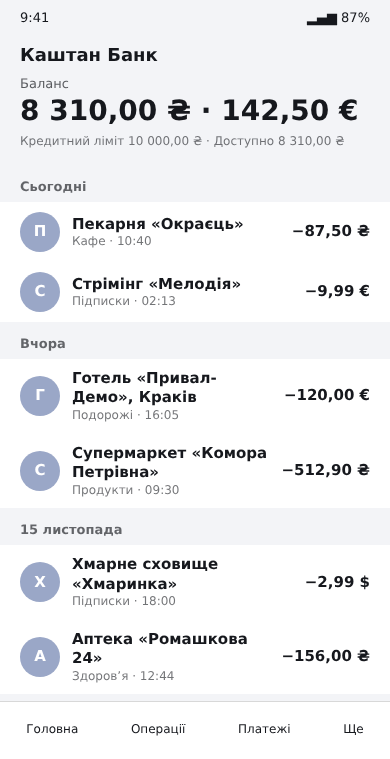 9:41
87%
Каштан Банк
Баланс
8 310,00 ₴ · 142,50 €
Кредитний ліміт 10 000,00 ₴ · Доступно 8 310,00 ₴
Сьогодні
П
Пекарня «Окраєць»
Кафе · 10:40
−87,50 ₴
С
Стрімінг «Мелодія»
Підписки · 02:13
−9,99 €
Вчора
Г
Готель «Привал-
Демо», Краків
Подорожі · 16:05
−120,00 €
С
Супермаркет «Комора
Петрівна»
Продукти · 09:30
−512,90 ₴
15 листопада
Х
Хмарне сховище
«Хмаринка»
Підписки · 18:00
−2,99 $
А
Аптека «Ромашкова
24»
Здоров’я · 12:44
−156,00 ₴
Головна Операції Платежі Ще